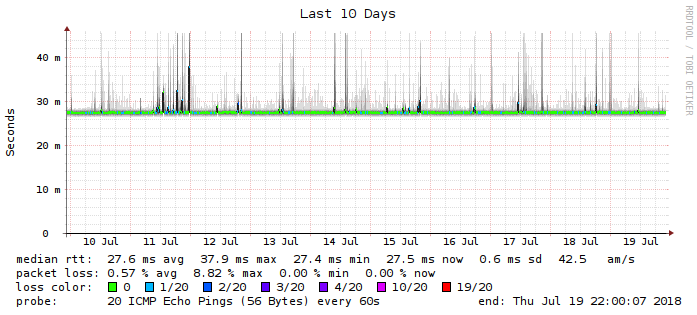 Last 10 Days
RRDTOOL / TOBI OETIKER
Seconds
40 m
30 m
20 m
10 m
0
10 Jul 11 Jul 12 Jul 13 Jul 14 Jul 15 Jul 16 Jul 17 Jul 18 Jul 19 Jul
median rtt: 27.6 ms avg 37.9 ms max 27.4 ms min 27.5 ms now 0.6 ms sd 42.5 am/s
packet loss: 0.57 % avg 8.82 % max 0.00 % min 0.00 % now
loss color: 0 1/20 2/20 3/20 4/20 10/20 19/20
probe: 20 ICMP Echo Pings (56 Bytes) every 60s end: Thu Jul 19 22:00:07 2018